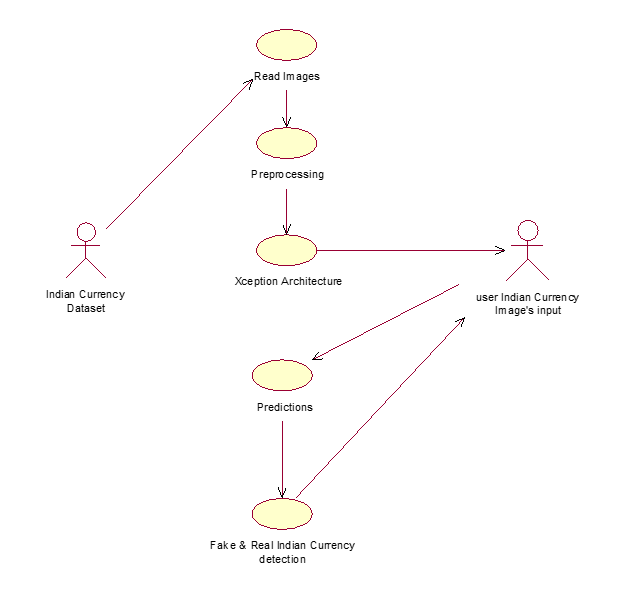 Read Images
Preprocessing
Xception Architecture
Indian Currency
Dataset
user Indian Currency
Image's input
Predictions
Fake & Real Indian Currency
detection